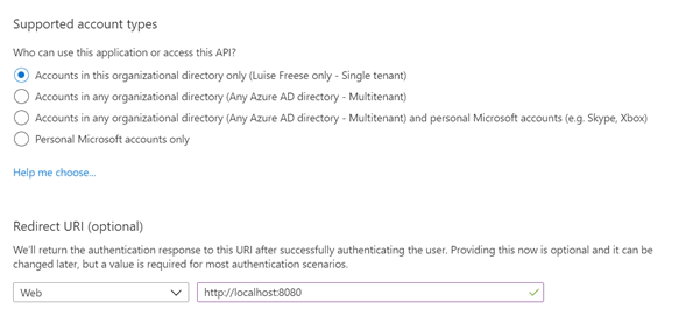 Supported account types
Who can use this application or access this API?
Accounts in this organizational directory only (Luise Freese only - Single tenant)
Accounts in any organizational directory (Any Azure AD directory - Multitenant)
Accounts in any organizational directory (Any Azure AD directory - Multitenant) and personal Microsoft accounts (e.g. Skype, Xbox)
Personal Microsoft accounts only
Help me choose...
Redirect URI (optional)
We'll return the authentication response to this URI after successfully authenticating the user. Providing this now is optional and it can be
changed later, but a value is required for most authentication scenarios.
Web http://localhost:8080